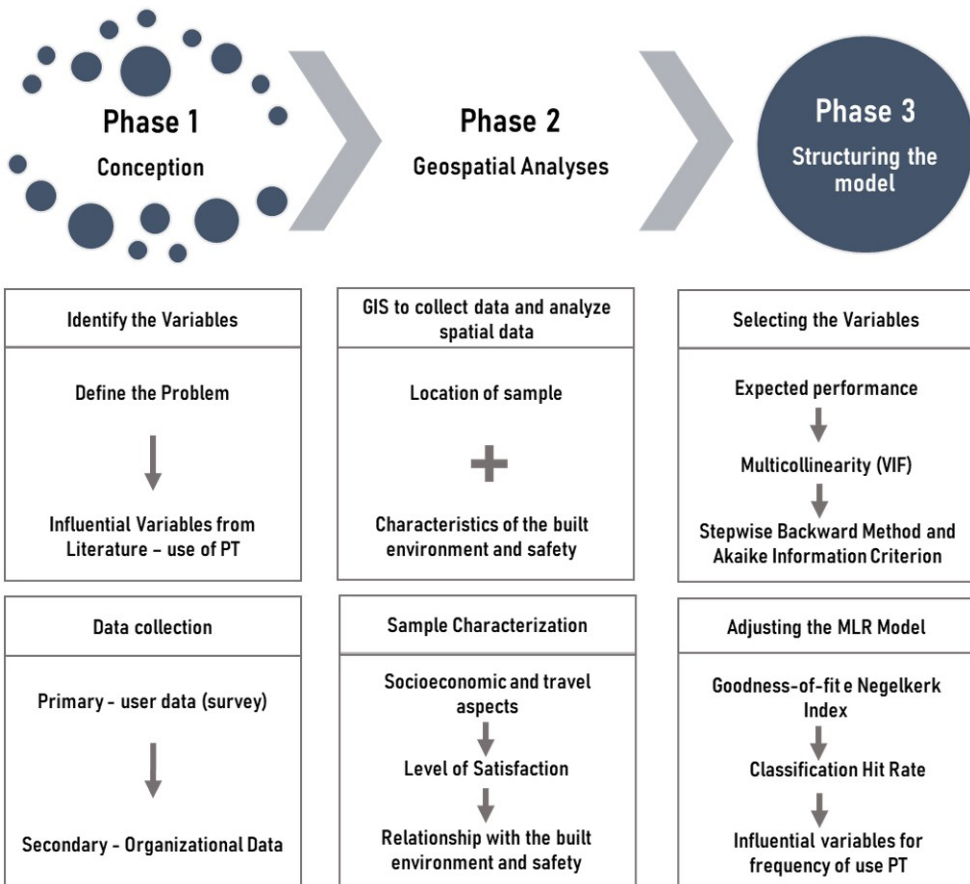 Phase 1
Conception
Phase 2
Geospatial Analyses
Phase 3
Structuring the
model
Identify the Variables
Define the Problem
Influential Variables from
Literature – use of PT
Data collection
Primary - user data (survey)
Secondary - Organizational Data
GIS to collect data and analyze
spatial data
Location of sample
Characteristics of the built
environment and safety
Sample Characterization
Socioeconomic and travel
aspects
Level of Satisfaction
Relationship with the built
environment and safety
Selecting the Variables
Expected performance
Multicollinearity (VIF)
Stepwise Backward Method and
Akaike Information Criterion
Adjusting the MLR Model
Goodness-of-fit e Negelkerk
Index
Classification Hit Rate
Influential variables for
frequency of use PT